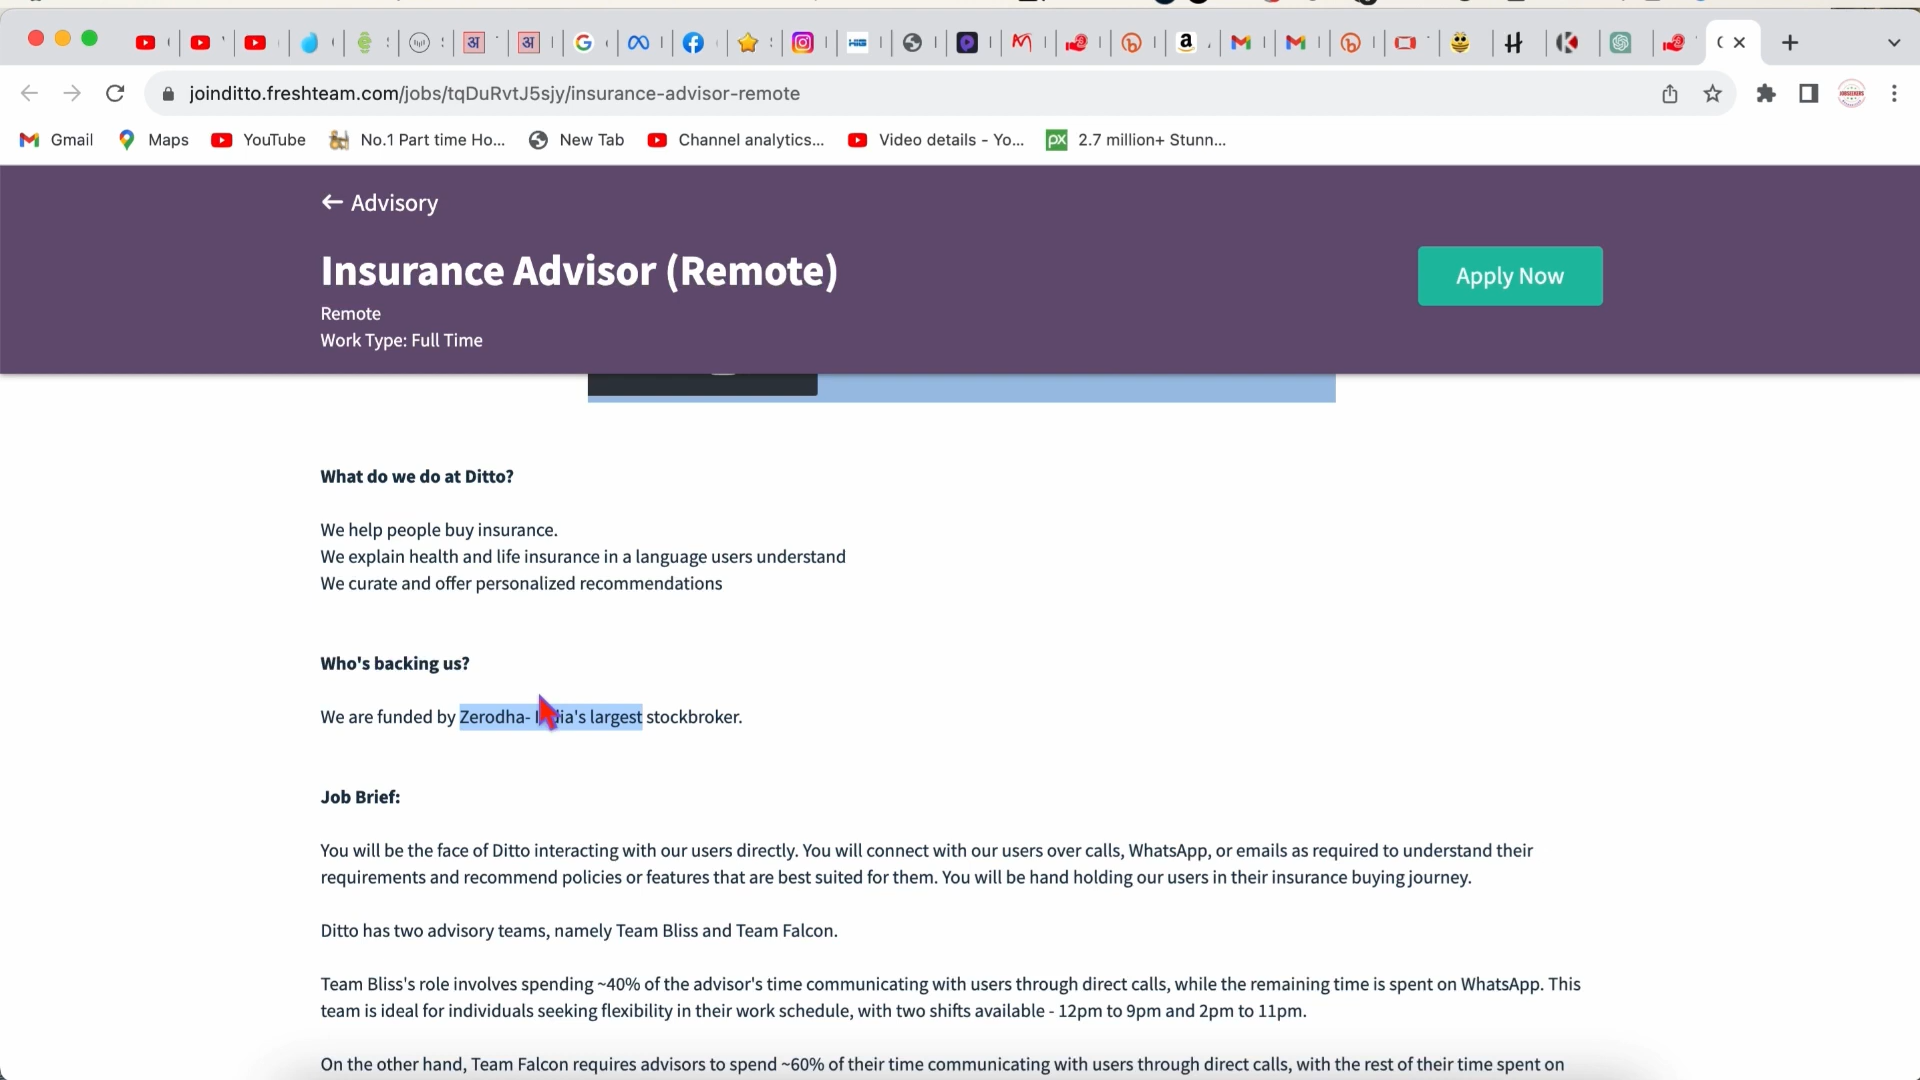 joinditto.freshteam.com/jobs/tqDuRvtJ5sjy/insurance-advisor-remote
Gmail Maps YouTube No.1 Part time Ho... New Tab Channel analytics... Video details - Yo... 2.7 million+ Stunn...
← Advisory
Insurance Advisor (Remote)
Apply Now
Remote
Work Type: Full Time
What do we do at Ditto?
We help people buy insurance.
We explain health and life insurance in a language users understand
We curate and offer personalized recommendations
Who's backing us?
We are funded by Zerodha- India's largest stockbroker.
Job Brief:
You will be the face of Ditto interacting with our users directly. You will connect with our users over calls, WhatsApp, or emails as required to understand their
requirements and recommend policies or features that are best suited for them. You will be hand holding our users in their insurance buying journey.
Ditto has two advisory teams, namely Team Bliss and Team Falcon.
Team Bliss's role involves spending ~40% of the advisor's time communicating with users through direct calls, while the remaining time is spent on WhatsApp. This
team is ideal for individuals seeking flexibility in their work schedule, with two shifts available - 12pm to 9pm and 2pm to 11pm.
On the other hand, Team Falcon requires advisors to spend ~60% of their time communicating with users through direct calls, with the rest of their time spent on